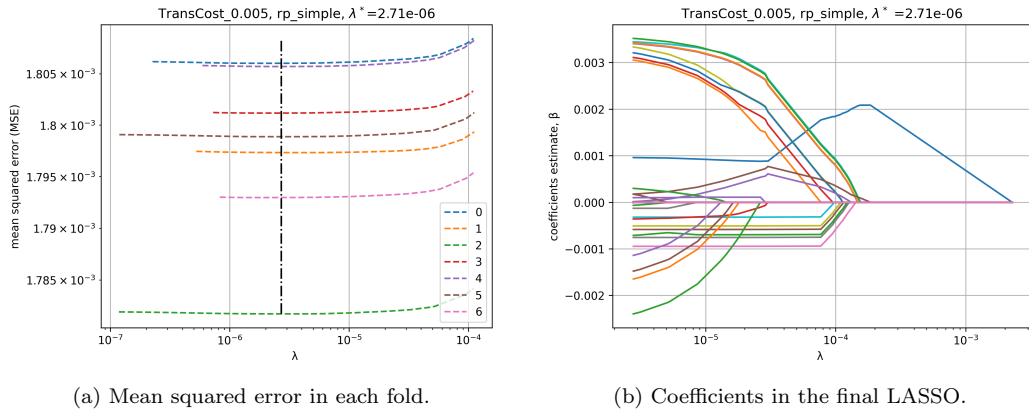 TransCost_0.005, rp_simple, λ*=2.71e-06
mean squared error (MSE)
1.805 × 10⁻³
1.8 × 10⁻³
1.795 × 10⁻³
1.79 × 10⁻³
1.785 × 10⁻³
0
1
2
3
4
5
6
10⁻⁷
10⁻⁶
10⁻⁵
10⁻⁴
λ
(a) Mean squared error in each fold.
TransCost_0.005, rp_simple, λ*=2.71e-06
coefficients estimate, β
0.003
0.002
0.001
0.000
−0.001
−0.002
10⁻⁵
10⁻⁴
10⁻³
λ
(b) Coefficients in the final LASSO.